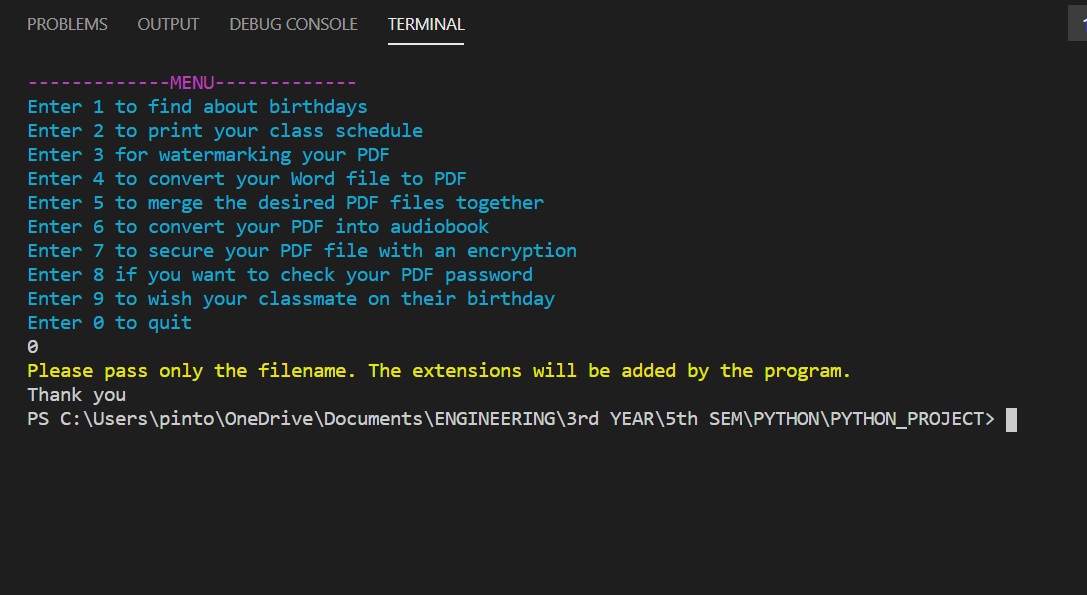 PROBLEMS OUTPUT DEBUG CONSOLE TERMINAL
-------------MENU-------------
Enter 1 to find about birthdays
Enter 2 to print your class schedule
Enter 3 for watermarking your PDF
Enter 4 to convert your Word file to PDF
Enter 5 to merge the desired PDF files together
Enter 6 to convert your PDF into audiobook
Enter 7 to secure your PDF file with an encryption
Enter 8 if you want to check your PDF password
Enter 9 to wish your classmate on their birthday
Enter 0 to quit
0
Please pass only the filename. The extensions will be added by the program.
Thank you
PS C:\Users\pinto\OneDrive\Documents\ENGINEERING\3rd YEAR\5th SEM\PYTHON\PYTHON_PROJECT>